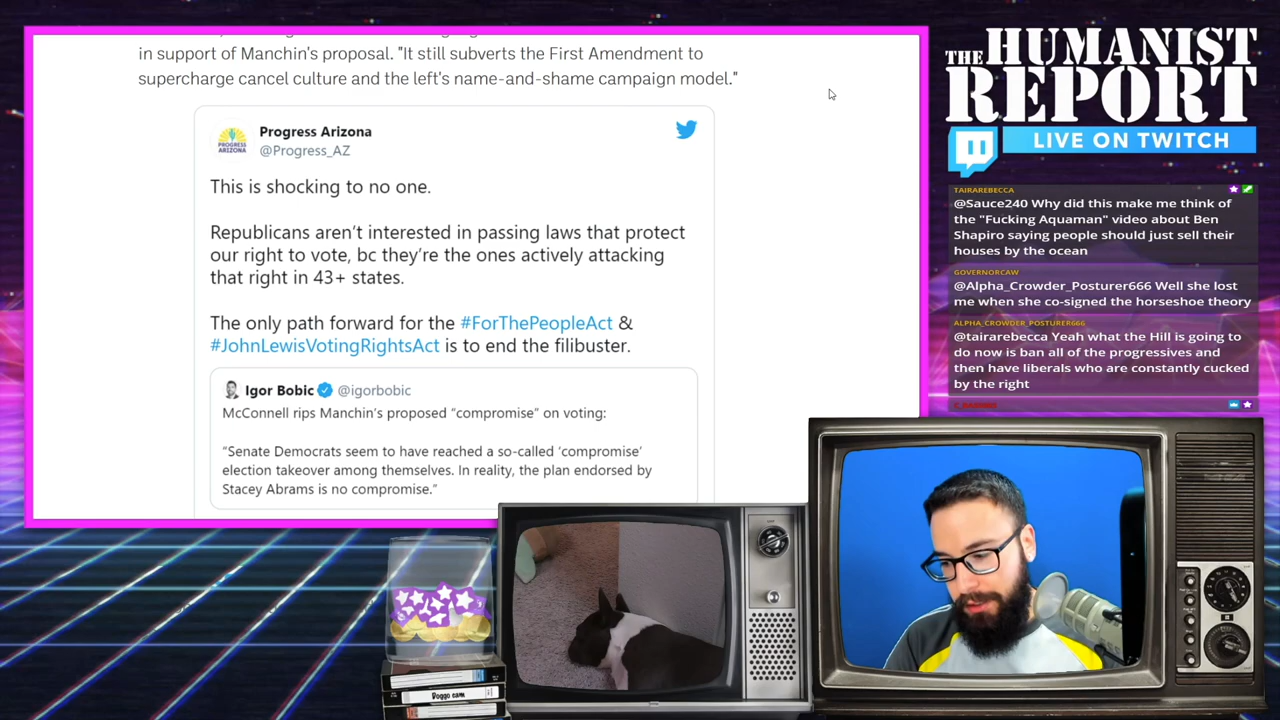 in support of Manchin's proposal. "It still subverts the First Amendment to
supercharge cancel culture and the left's name-and-shame campaign model."
Progress Arizona
@Progress_AZ
PROGRESS
ARIZONA
This is shocking to no one.
Republicans aren't interested in passing laws that protect
our right to vote, bc they're the ones actively attacking
that right in 43+ states.
The only path forward for the #ForThePeopleAct &
#JohnLewisVotingRightsAct is to end the filibuster.
Igor Bobic @igorbobic
McConnell rips Manchin's proposed “compromise” on voting:
“Senate Democrats seem to have reached a so-called ‘compromise’
election takeover among themselves. In reality, the plan endorsed by
Stacey Abrams is no compromise.”
THE HUMANIST
REPORT
LIVE ON TWITCH
TAIRAREBECCA
@Sauce240 Why did this make me think of
the "Fucking Aquaman" video about Ben
Shapiro saying people should just sell their
houses by the ocean
GOVERNORCAW
@Alpha_Crowder_Posturer666 Well she lost
me when she co-signed the horseshoe theory
ALPHA_CROWDER_POSTURER666
@tairarebecca Yeah what the Hill is going to
do now is ban all of the progressives and
then have liberals who are constantly cucked
by the right
Doggo cam